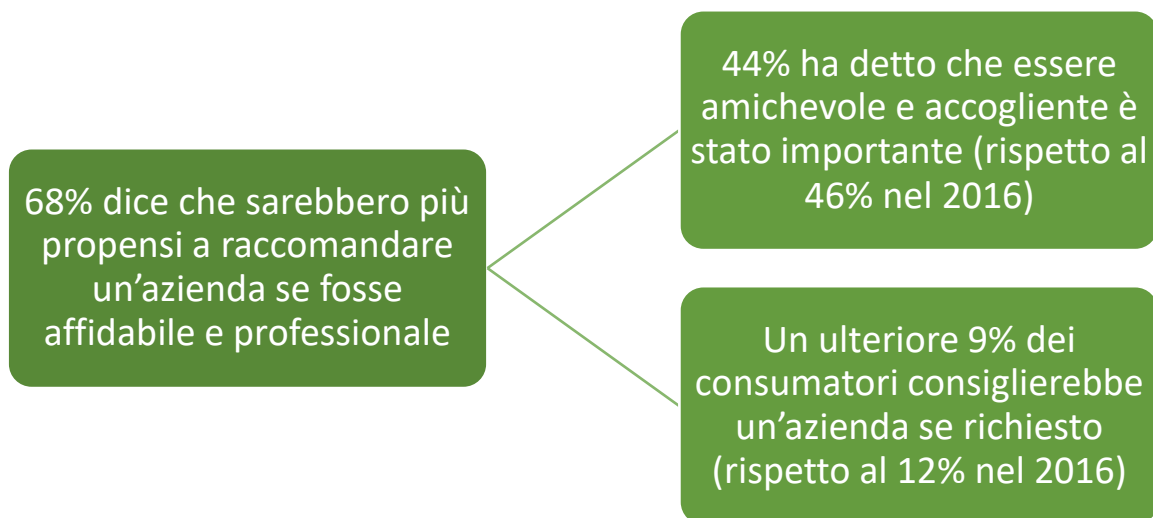 68% dice che sarebbero più
propensi a raccomandare
un’azienda se fosse
affidabile e professionale
44% ha detto che essere
amichevole e accogliente è
stato importante (rispetto al
46% nel 2016)
Un ulteriore 9% dei
consumatori consiglierebbe
un’azienda se richiesto
(rispetto al 12% nel 2016)